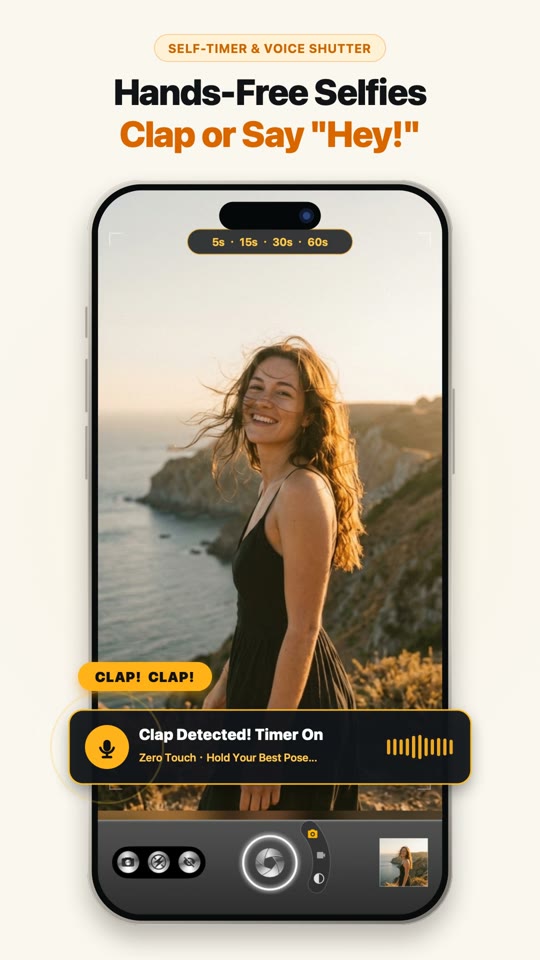 SELF-TIMER & VOICE SHUTTER
Hands-Free Selfies
Clap or Say "Hey!"
5s · 15s · 30s · 60s
CLAP! CLAP!
Clap Detected! Timer On
Zero Touch · Hold Your Best Pose...